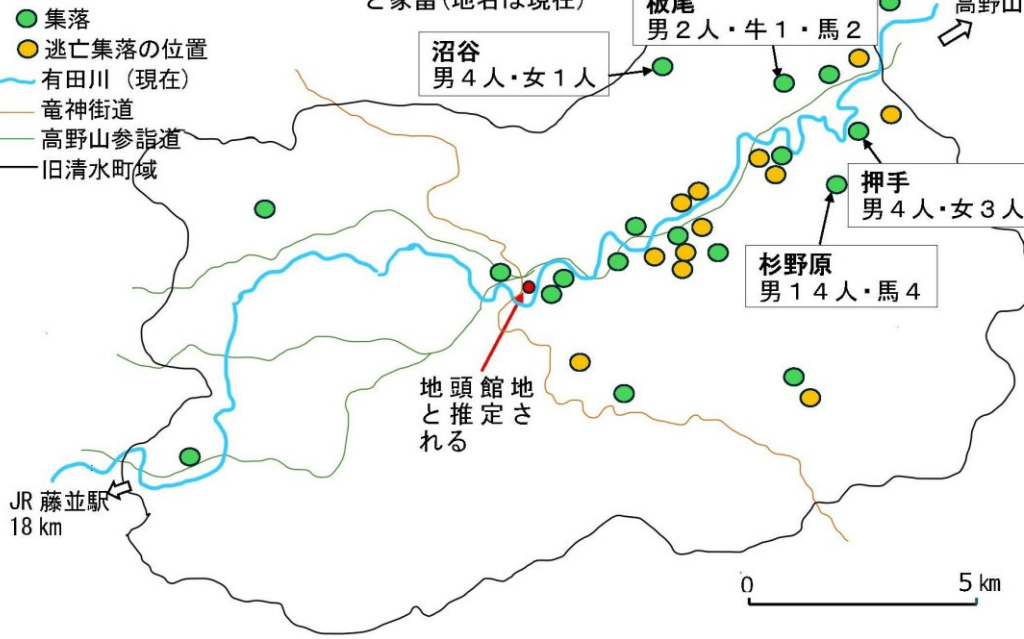 と家畜(地名は現在)
集落
逃亡集落の位置
有田川（現在）
竜神街道
高野山参詣道
旧清水町域
沼谷
男４人・女１人
板尾
男２人・牛１・馬２
高野山
押手
男４人・女３人
杉野原
男１４人・馬４
地頭館地
と推定さ
れる
JR 藤並駅
18 km
0
5 km